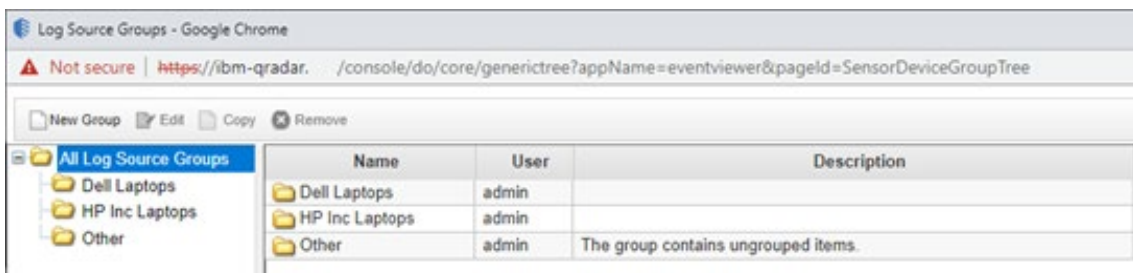 Log Source Groups - Google Chrome
Not secure | https://ibm-qradar. /console/do/core/generictree?appName=eventviewer&pageId=SensorDeviceGroupTree
New Group Edit Copy Remove
All Log Source Groups
Dell Laptops
HP Inc Laptops
Other
Name User Description
Dell Laptops admin
HP Inc Laptops admin
Other admin The group contains ungrouped items.